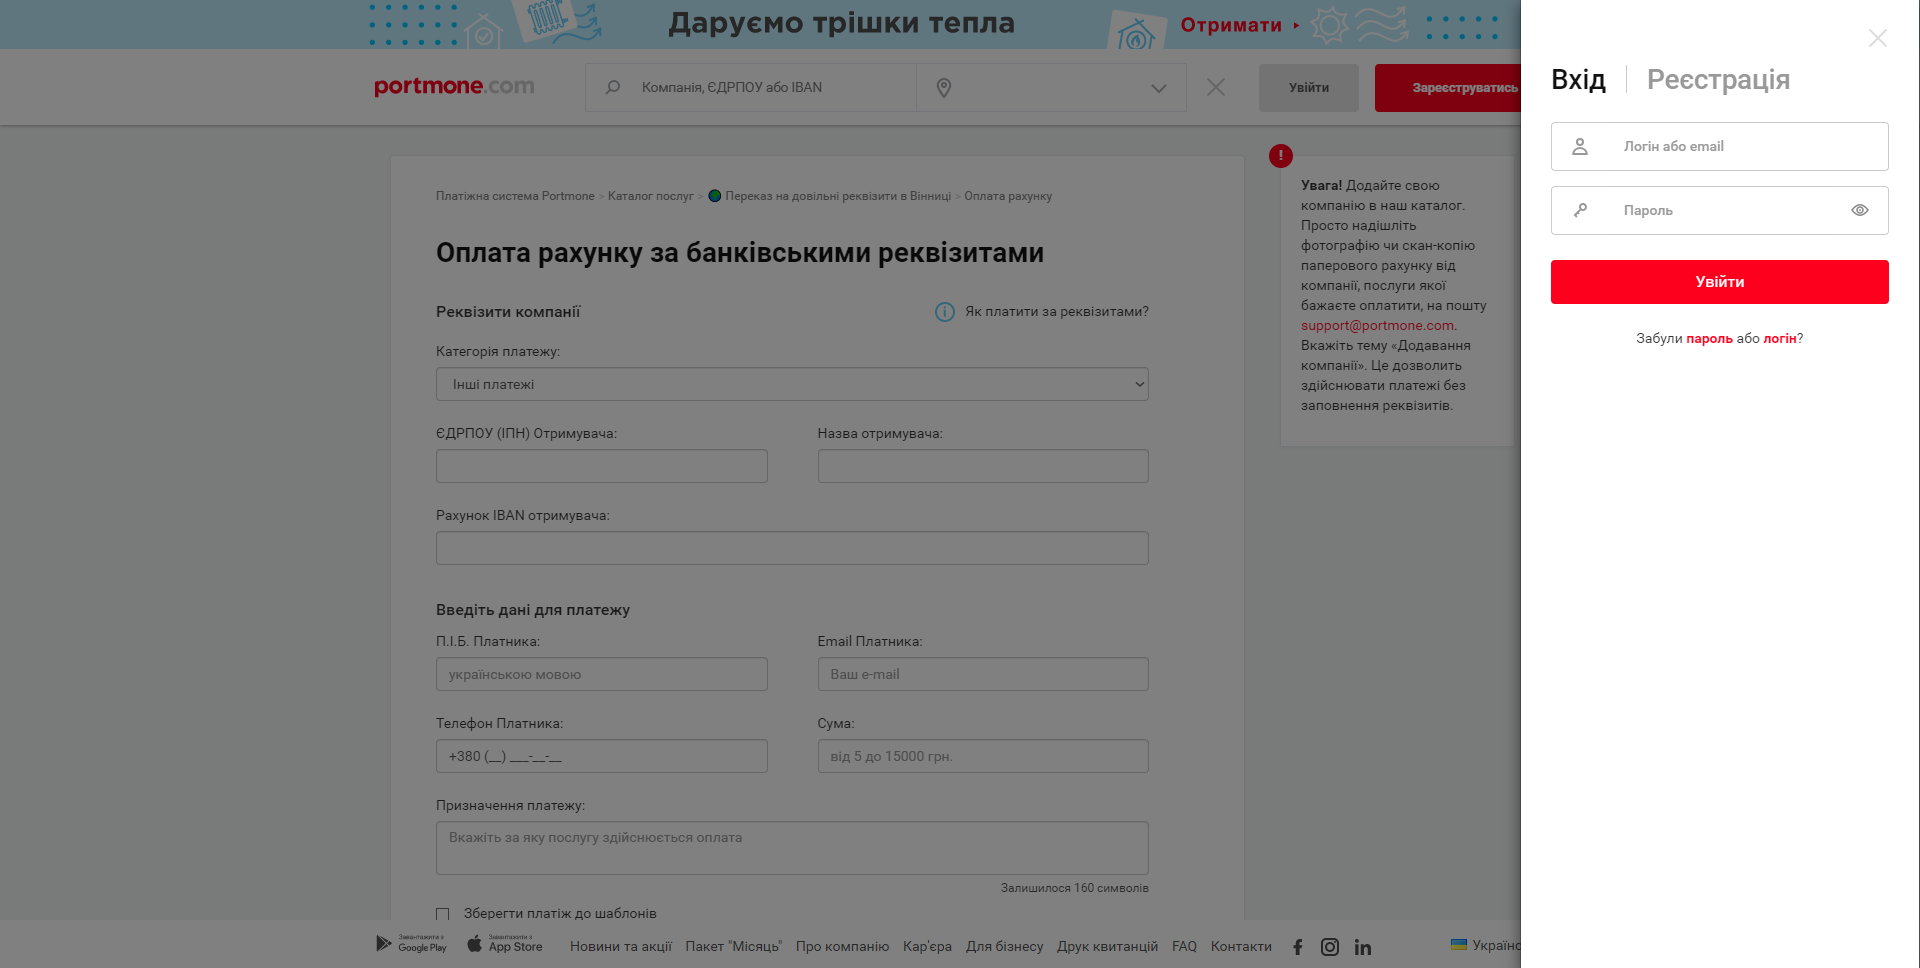 Даруємо трішки тепла
Отримати
portmone.com
Компанія, ЄДРПОУ або IBAN
Увійти
Зареєструватись
Платіжна система Portmone > Каталог послуг > Переказ на довільні реквізити в Вінниці > Оплата рахунку
Оплата рахунку за банківськими реквізитами
Реквізити компанії
Як платити за реквізитами?
Категорія платежу:
Інші платежі
ЄДРПОУ (ІПН) Отримувача:
Назва отримувача:
Рахунок IBAN отримувача:
Введіть дані для платежу
П.І.Б. Платника:
Email Платника:
українською мовою
Ваш e-mail
Телефон Платника:
Сума:
+380 (__) ___-__-__
від 5 до 15000 грн.
Призначення платежу:
Вкажіть за яку послугу здійснюється оплата
Залишилося 160 символів
Зберегти платіж до шаблонів
!
Увага! Додайте свою
компанію в наш каталог.
Просто надішліть
фотографію чи скан-копію
паперового рахунку від
компанії, послуги якої
бажаєте оплатити, на пошту
support@portmone.com.
Вкажіть тему «Додавання
компанії». Це дозволить
здійснювати платежі без
заповнення реквізитів.
Вхід
Реєстрація
Логін або email
Пароль
Увійти
Забули пароль або логін?
Завантажити з
Google Play
Завантажити з
App Store
Новини та акції Пакет "Місяць" Про компанію Кар'єра Для бізнесу Друк квитанцій FAQ Контакти
Українс